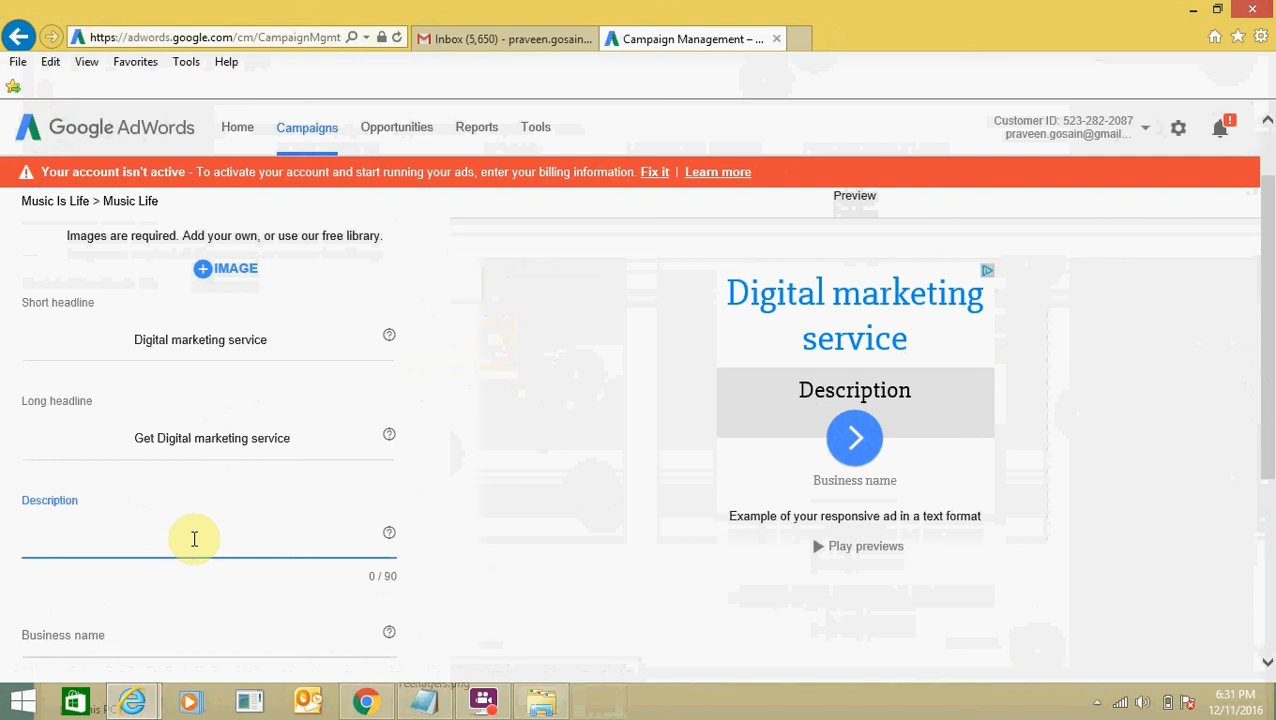 https://adwords.google.com/cm/CampaignMgmt
Inbox (5,650) - praveen.gosain...
Campaign Management – ...
File Edit View Favorites Tools Help
Google AdWords
Home Campaigns Opportunities Reports Tools
Customer ID: 523-282-2087
praveen.gosain@gmail...
!
Your account isn't active - To activate your account and start running your ads, enter your billing information. Fix it | Learn more
Music Is Life > Music Life
Preview
Images are required. Add your own, or use our free library.
+ IMAGE
Short headline
Digital marketing service
Long headline
Get Digital marketing service
Description
0 / 90
Business name
Digital marketing
service
Description
Business name
Example of your responsive ad in a text format
Play previews
6:31 PM
12/11/2016